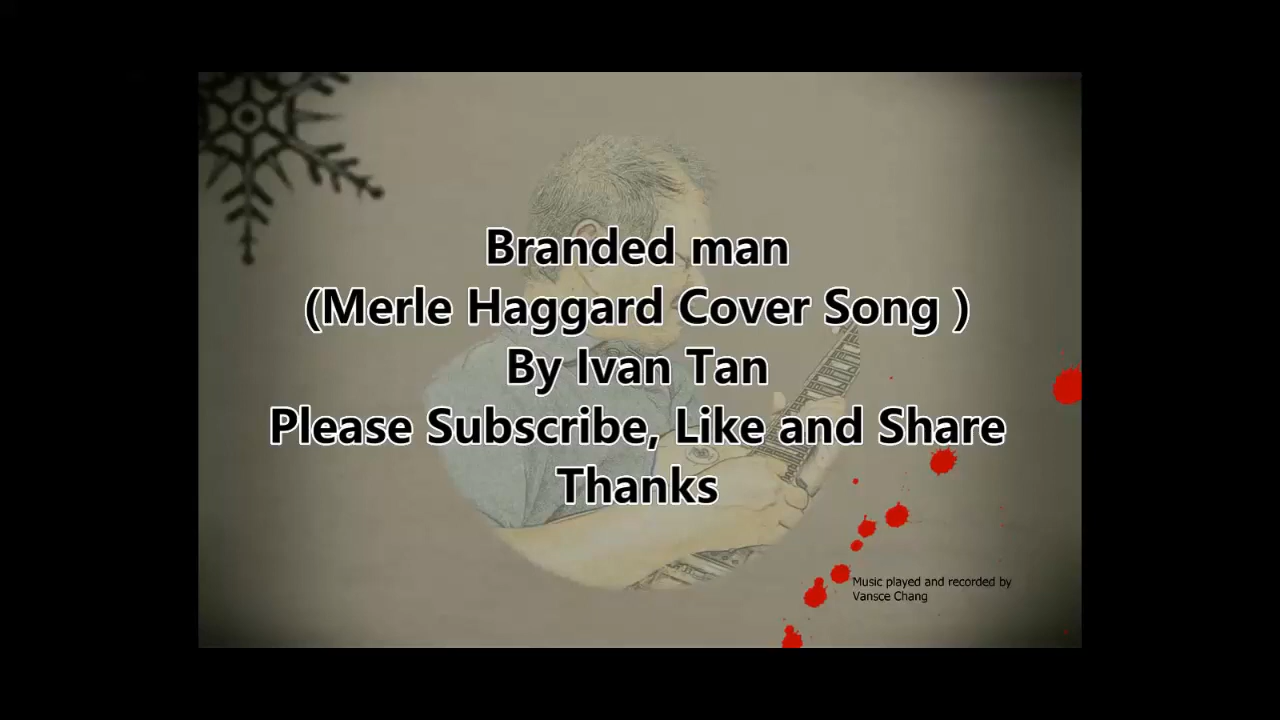 Branded man
(Merle Haggard Cover Song )
By Ivan Tan
Please Subscribe, Like and Share
Thanks
Music played and recorded by
Vansce Chang